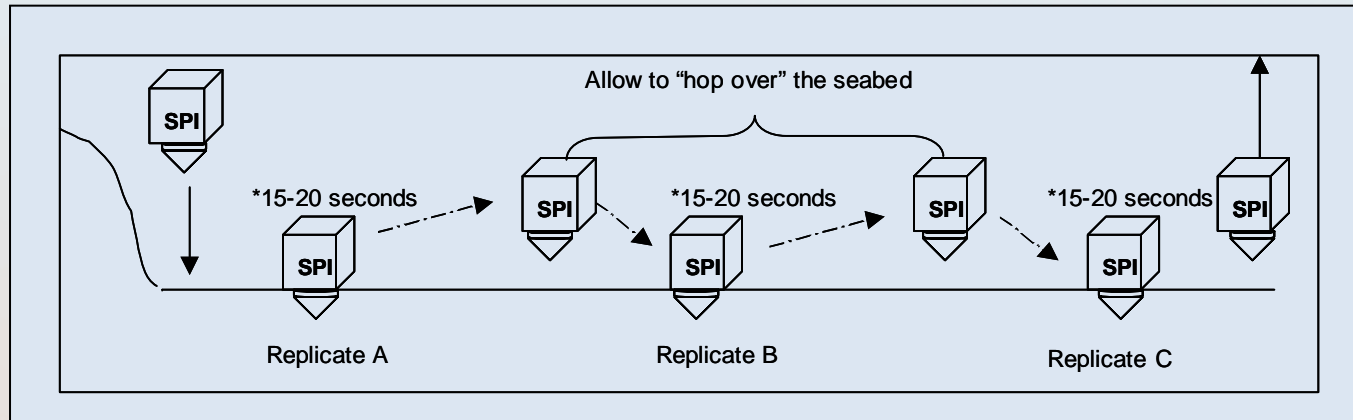 Allow to “hop over” the seabed
SPI
*15-20 seconds
SPI
SPI
*15-20 seconds
SPI
SPI
*15-20 seconds
SPI
SPI
Replicate A
Replicate B
Replicate C